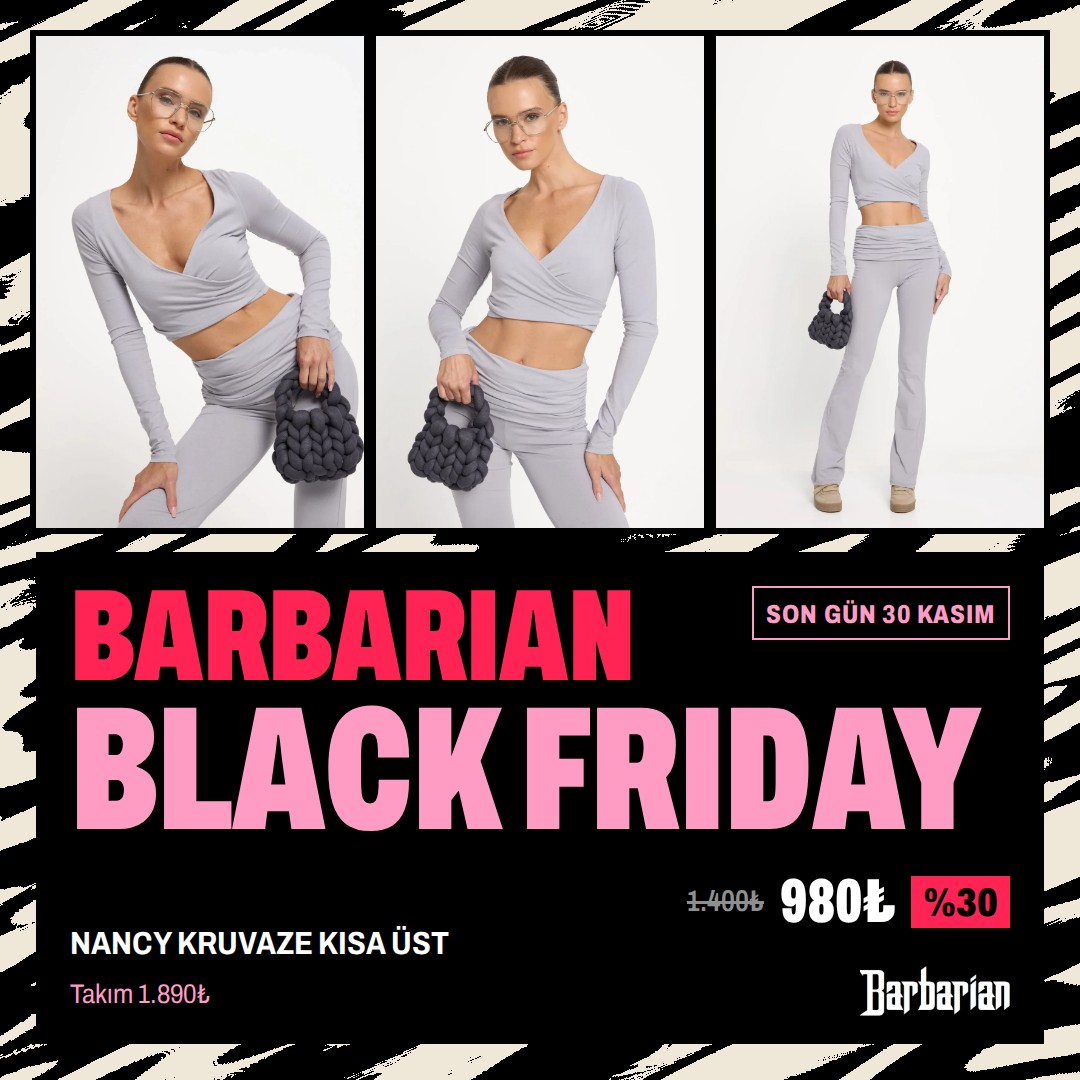 BARBARIAN
SON GÜN 30 KASIM
BLACK FRIDAY
1.400₺ 980₺ %30
NANCY KRUVAZE KISA ÜST
Takım 1.890₺
Barbarian